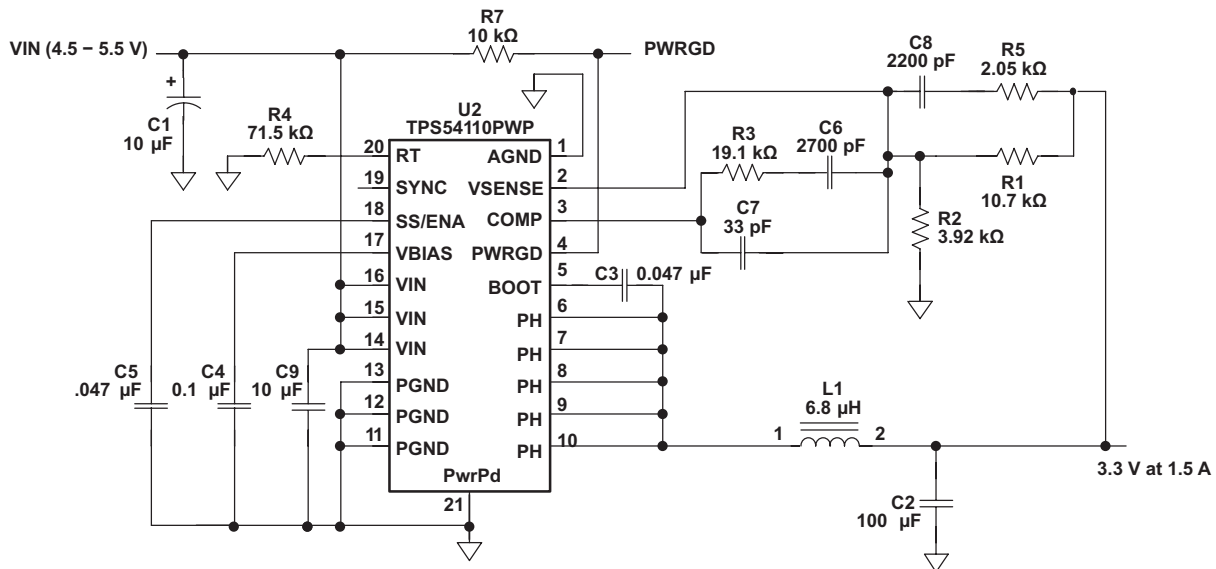 VIN (4.5 – 5.5 V)
R7
10 kΩ
PWRGD
C8
2200 pF
R5
2.05 kΩ
+
C1
10 µF
R4
71.5 kΩ
U2
TPS54110PWP
R3
19.1 kΩ
C6
2700 pF
R1
10.7 kΩ
C7
33 pF
R2
3.92 kΩ
20 RT AGND 1
19 SYNC VSENSE 2
18 SS/ENA COMP 3
17 VBIAS PWRGD 4
16 VIN BOOT 5
15 VIN PH 6
14 VIN PH 7
13 PGND PH 8
12 PGND PH 9
11 PGND PH 10
PwrPd
21
C3 0.047 µF
C5
.047 µF
C4
0.1 µF
C9
10 µF
L1
6.8 µH
1 2
3.3 V at 1.5 A
C2
100 µF